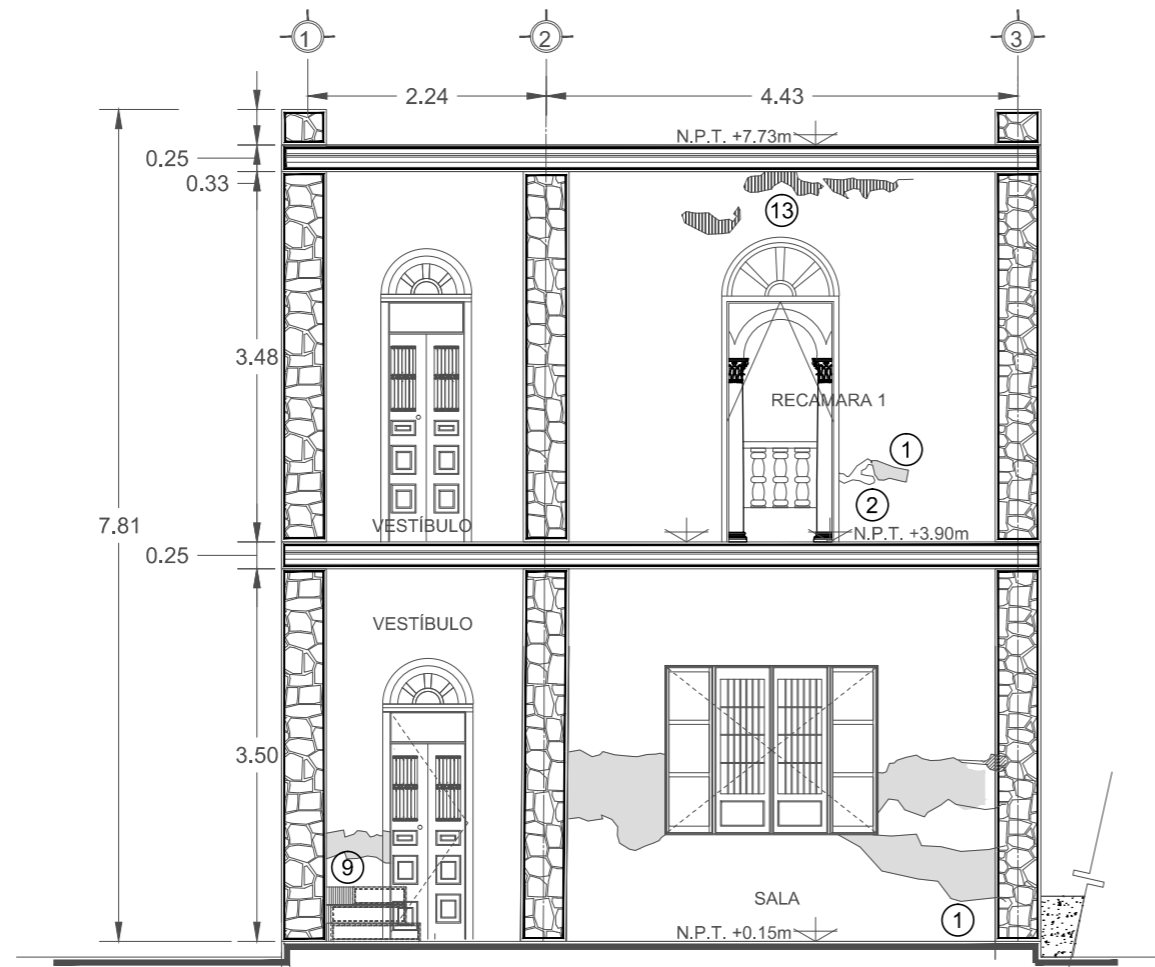 1
2
3
2.24
4.43
N.P.T. +7.73m
0.25
0.33
13
3.48
RECAMARA 1
1
2
7.81
VESTÍBULO
N.P.T. +3.90m
0.25
VESTÍBULO
3.50
9
SALA
1
N.P.T. +0.15m